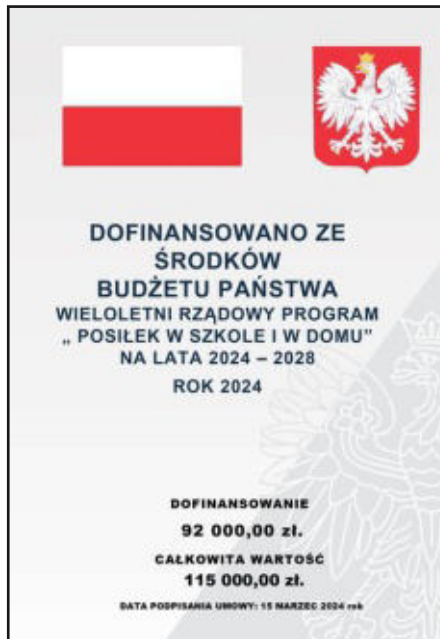 DOFINANSOWANO ZE
ŚRODKÓW
BUDŻETU PAŃSTWA
WIELOLETNI RZĄDOWY PROGRAM
„ POSIŁEK W SZKOLE I W DOMU”
NA LATA 2024 – 2028
ROK 2024
DOFINANSOWANIE
92 000,00 zł.
CAŁKOWITA WARTOŚĆ
115 000,00 zł.
DATA PODPISANIA UMOWY: 15 MARZEC 2024 rok